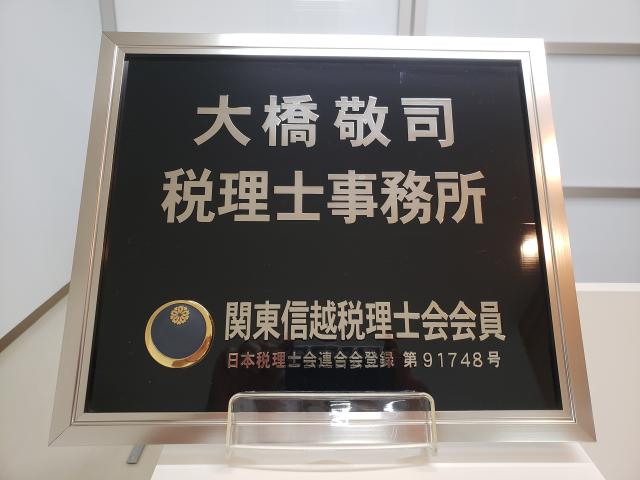 大橋敬司
税理士事務所
関東信越税理士会会員
日本税理士会連合会登録 第91748号